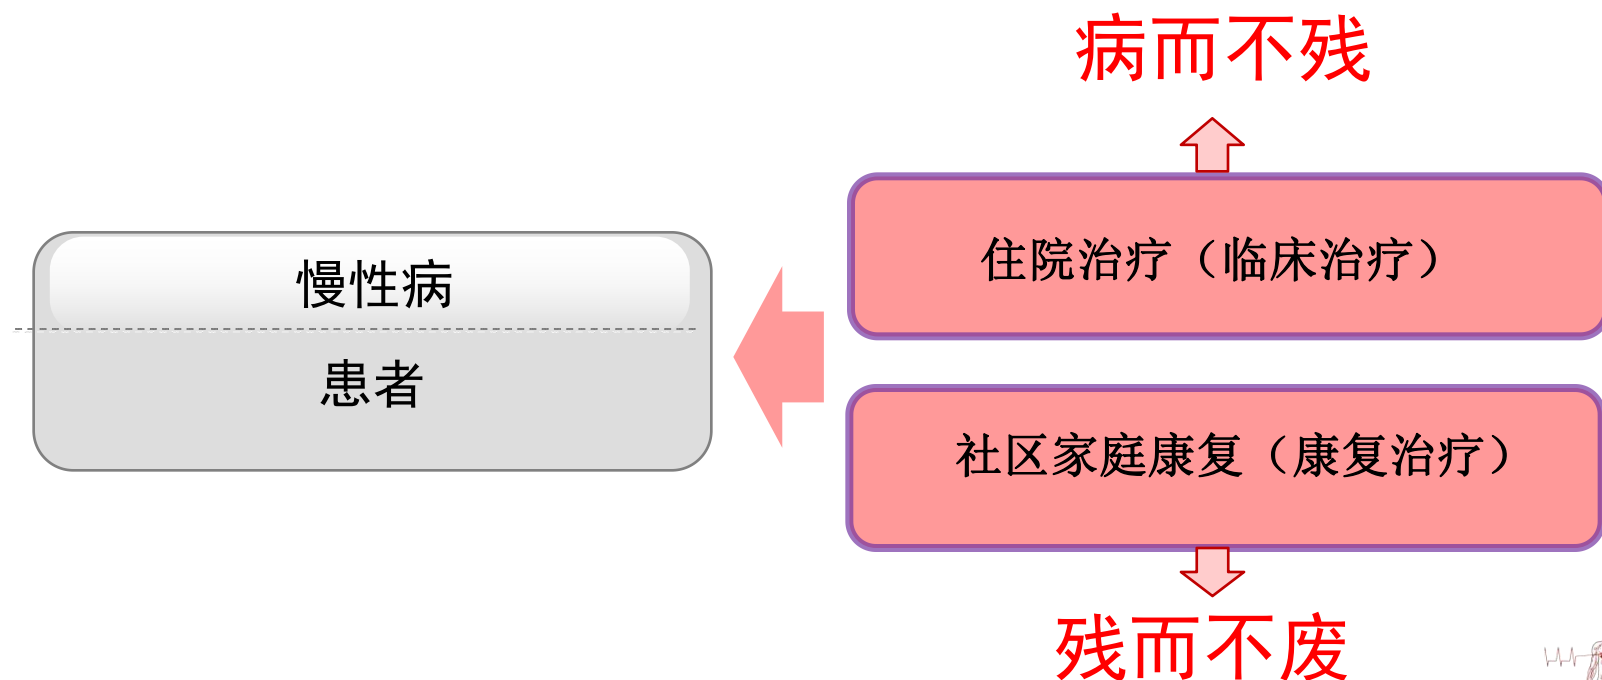 病而不残
住院治疗（临床治疗）
慢性病
患者
社区家庭康复（康复治疗）
残而不废